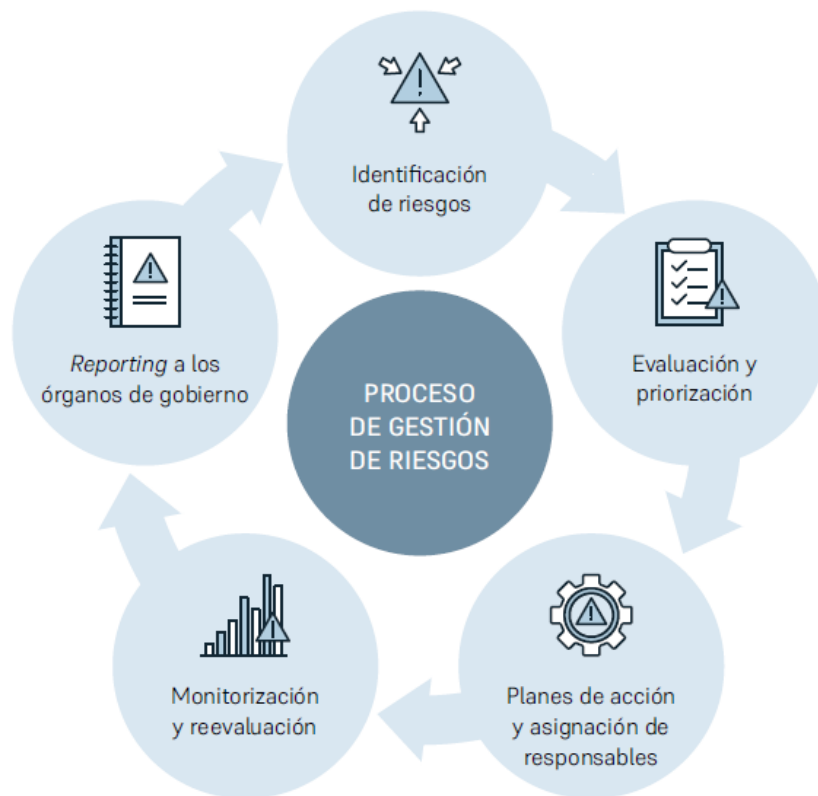 Identificación
de riesgos
Evaluación y
priorización
Planes de acción
y asignación de
responsables
Monitorización
y reevaluación
Reporting a los
órganos de gobierno
PROCESO
DE GESTIÓN
DE RIESGOS